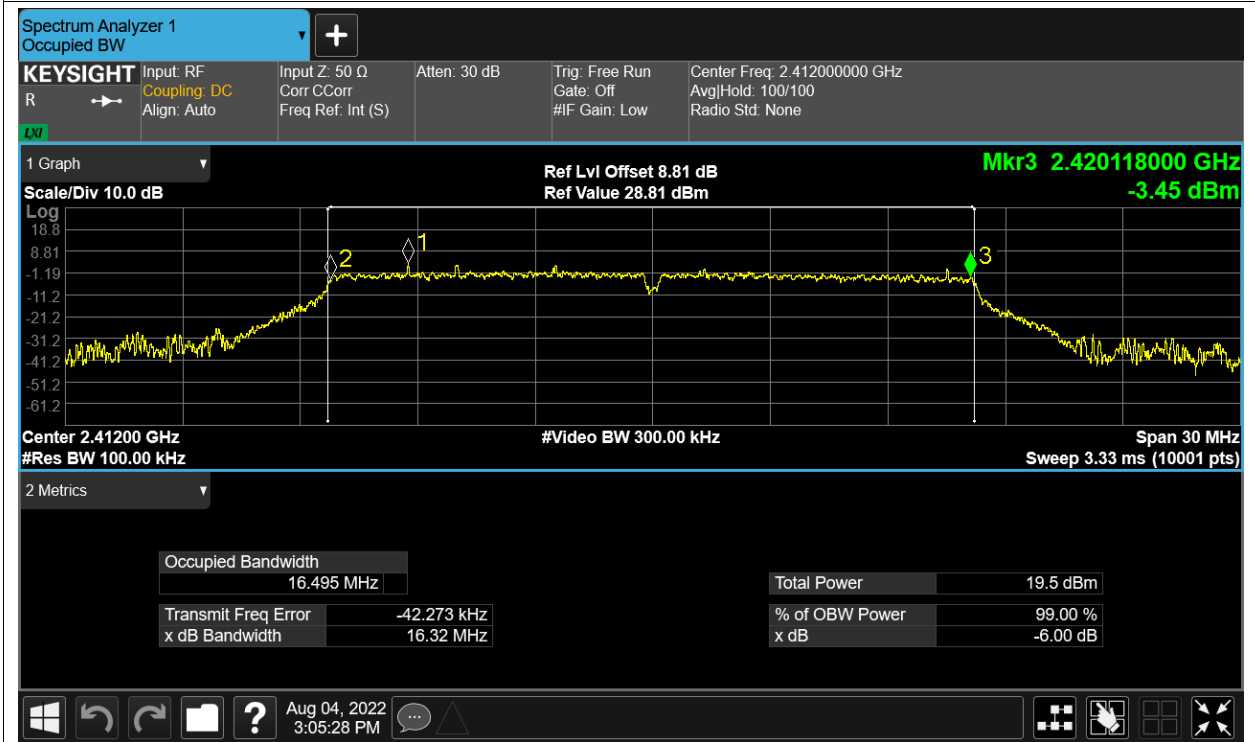 Spectrum Analyzer 1
Occupied BW
KEYSIGHT
R
LXI
Input: RF
Coupling: DC
Align: Auto
Input Z: 50 Ω
Corr CCorr
Freq Ref: Int (S)
Atten: 30 dB
Trig: Free Run
Gate: Off
#IF Gain: Low
Center Freq: 2.412000000 GHz
Avg|Hold: 100/100
Radio Std: None
1 Graph
Scale/Div 10.0 dB
Ref Lvl Offset 8.81 dB
Ref Value 28.81 dBm
Mkr3 2.420118000 GHz
-3.45 dBm
Log
18.8
8.81
-1.19
-11.2
-21.2
-31.2
-41.2
-51.2
-61.2
1
2
3
Center 2.41200 GHz
#Video BW 300.00 kHz
Span 30 MHz
#Res BW 100.00 kHz
Sweep 3.33 ms (10001 pts)
2 Metrics
Occupied Bandwidth
16.495 MHz
Transmit Freq Error -42.273 kHz
x dB Bandwidth 16.32 MHz
Total Power 19.5 dBm
% of OBW Power 99.00 %
x dB -6.00 dB
?
Aug 04, 2022
3:05:28 PM